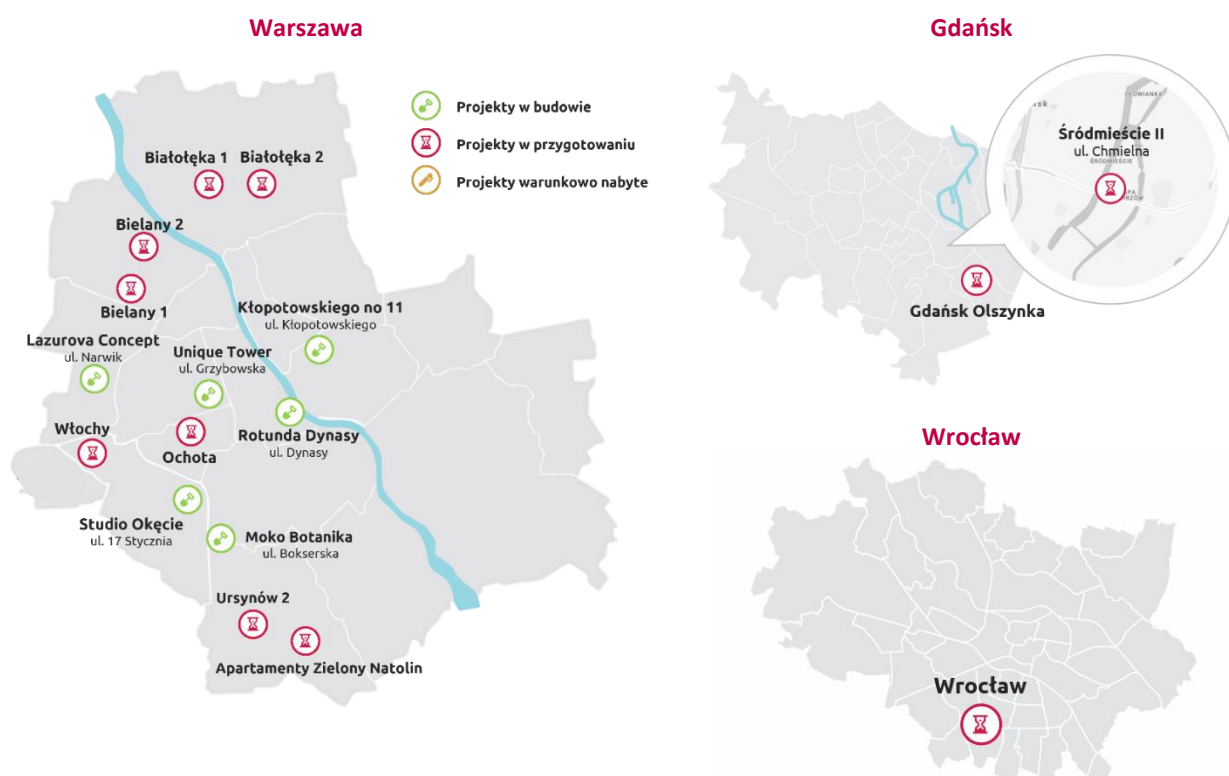 Warszawa
Projekty w budowie
Projekty w przygotowaniu
Projekty warunkowo nabyte
Białołęka 1
Białołęka 2
Bielany 2
Bielany 1
Kłopotowskiego no 11
ul. Kłopotowskiego
Lazurova Concept
ul. Narwik
Unique Tower
ul. Grzybowska
Włochy
Ochota
Rotunda Dynasy
ul. Dynasy
Studio Okęcie
ul. 17 Stycznia
Moko Botanika
ul. Bokserska
Ursynów 2
Apartamenty Zielony Natolin
Gdańsk
OŁOWIANKA
Śródmieście II
ul. Chmielna
ŚRÓDMIEŚCIE
Gdańsk Olszynka
Wrocław
Wrocław